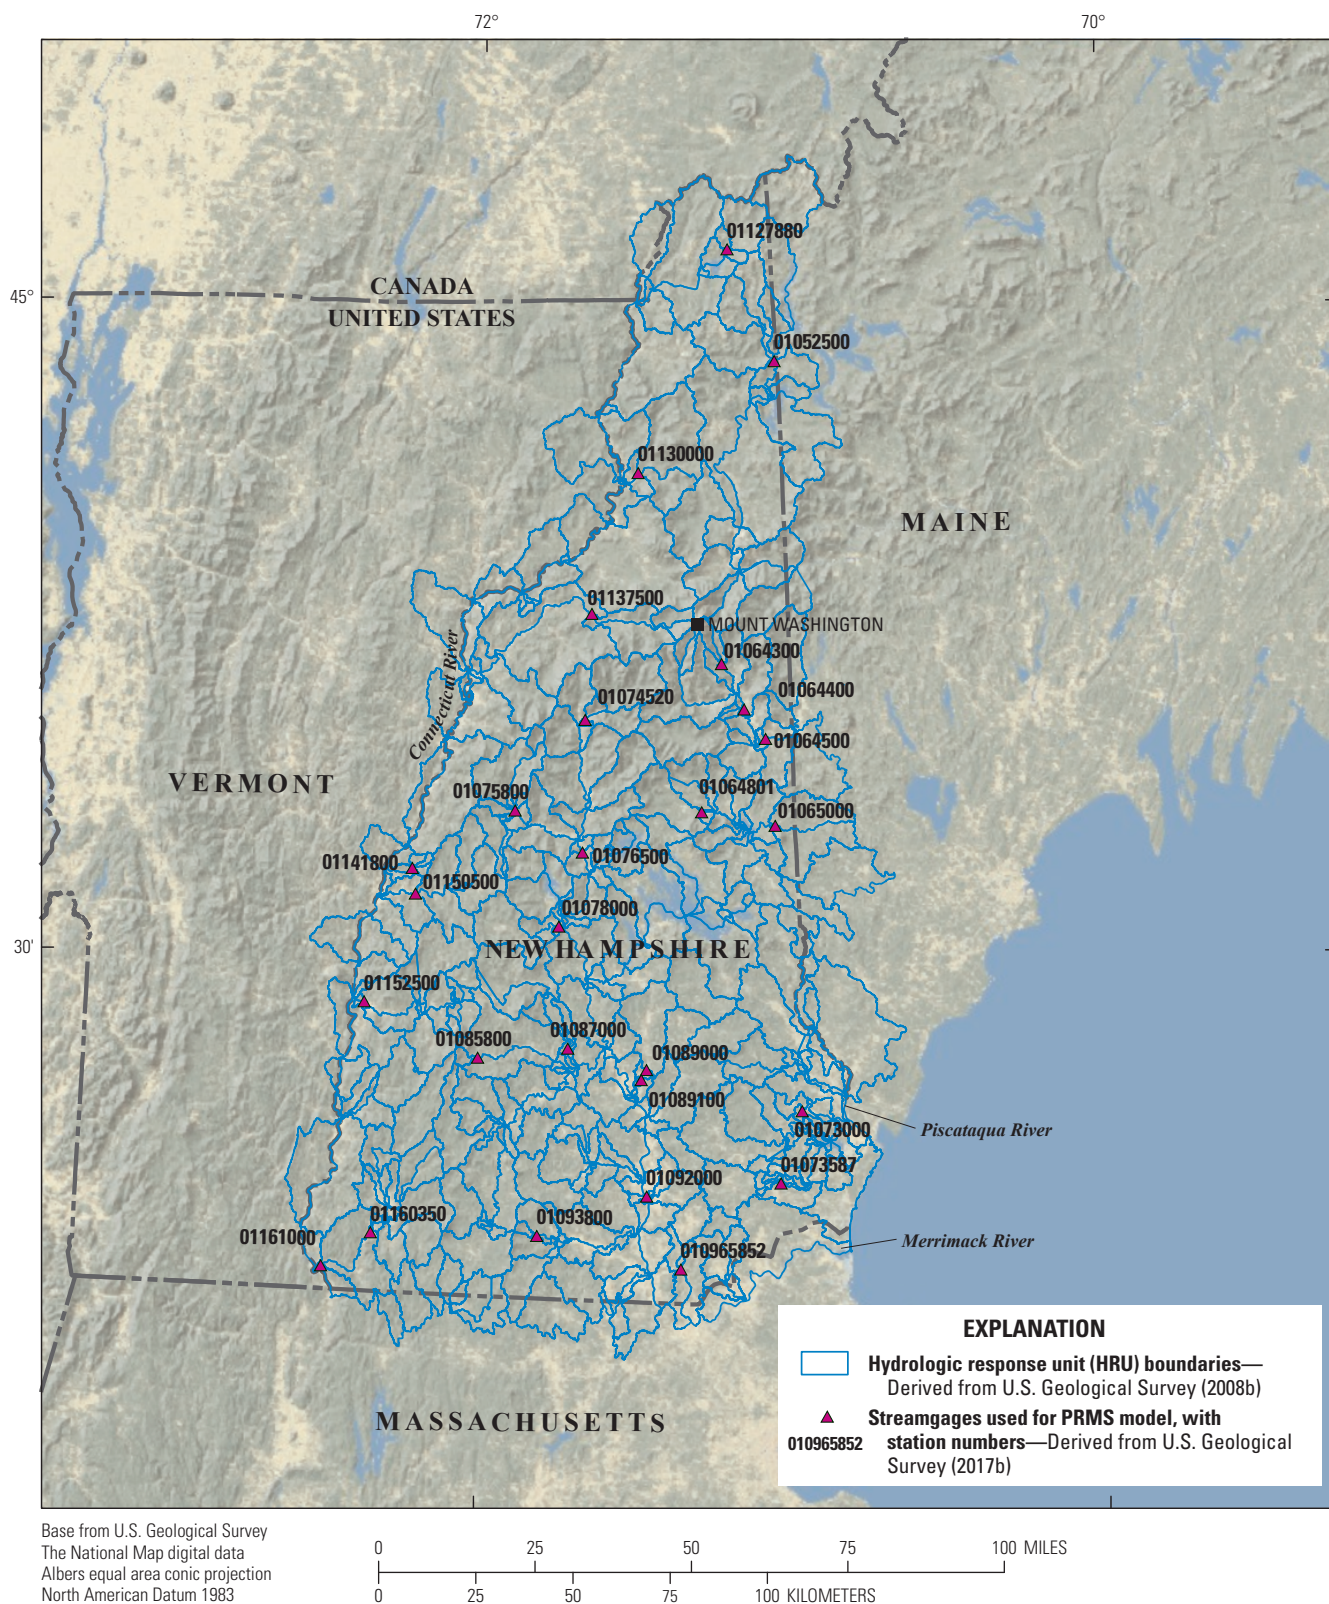 72°
70°
01127880
45°
CANADA
UNITED STATES
01052500
01130000
MAINE
01137500
MOUNT WASHINGTON
01064300
Connecticut River
01074520
01064400
01064500
VERMONT
01075800
01064801
01065000
01141800
01076500
01150500
01078000
30'
NEW HAMPSHIRE
01152500
01085800
01087000
01089000
01089100
01073000
Piscataqua River
01073587
01092000
01160350
01093800
01161000
Merrimack River
010965852
MASSACHUSETTS
EXPLANATION
Hydrologic response unit (HRU) boundaries—
Derived from U.S. Geological Survey (2008b)
Streamgages used for PRMS model, with
010965852 station numbers—Derived from U.S. Geological
Survey (2017b)
Base from U.S. Geological Survey
The National Map digital data
Albers equal area conic projection
North American Datum 1983
0 25 50 75 100 MILES
0 25 50 75 100 KILOMETERS